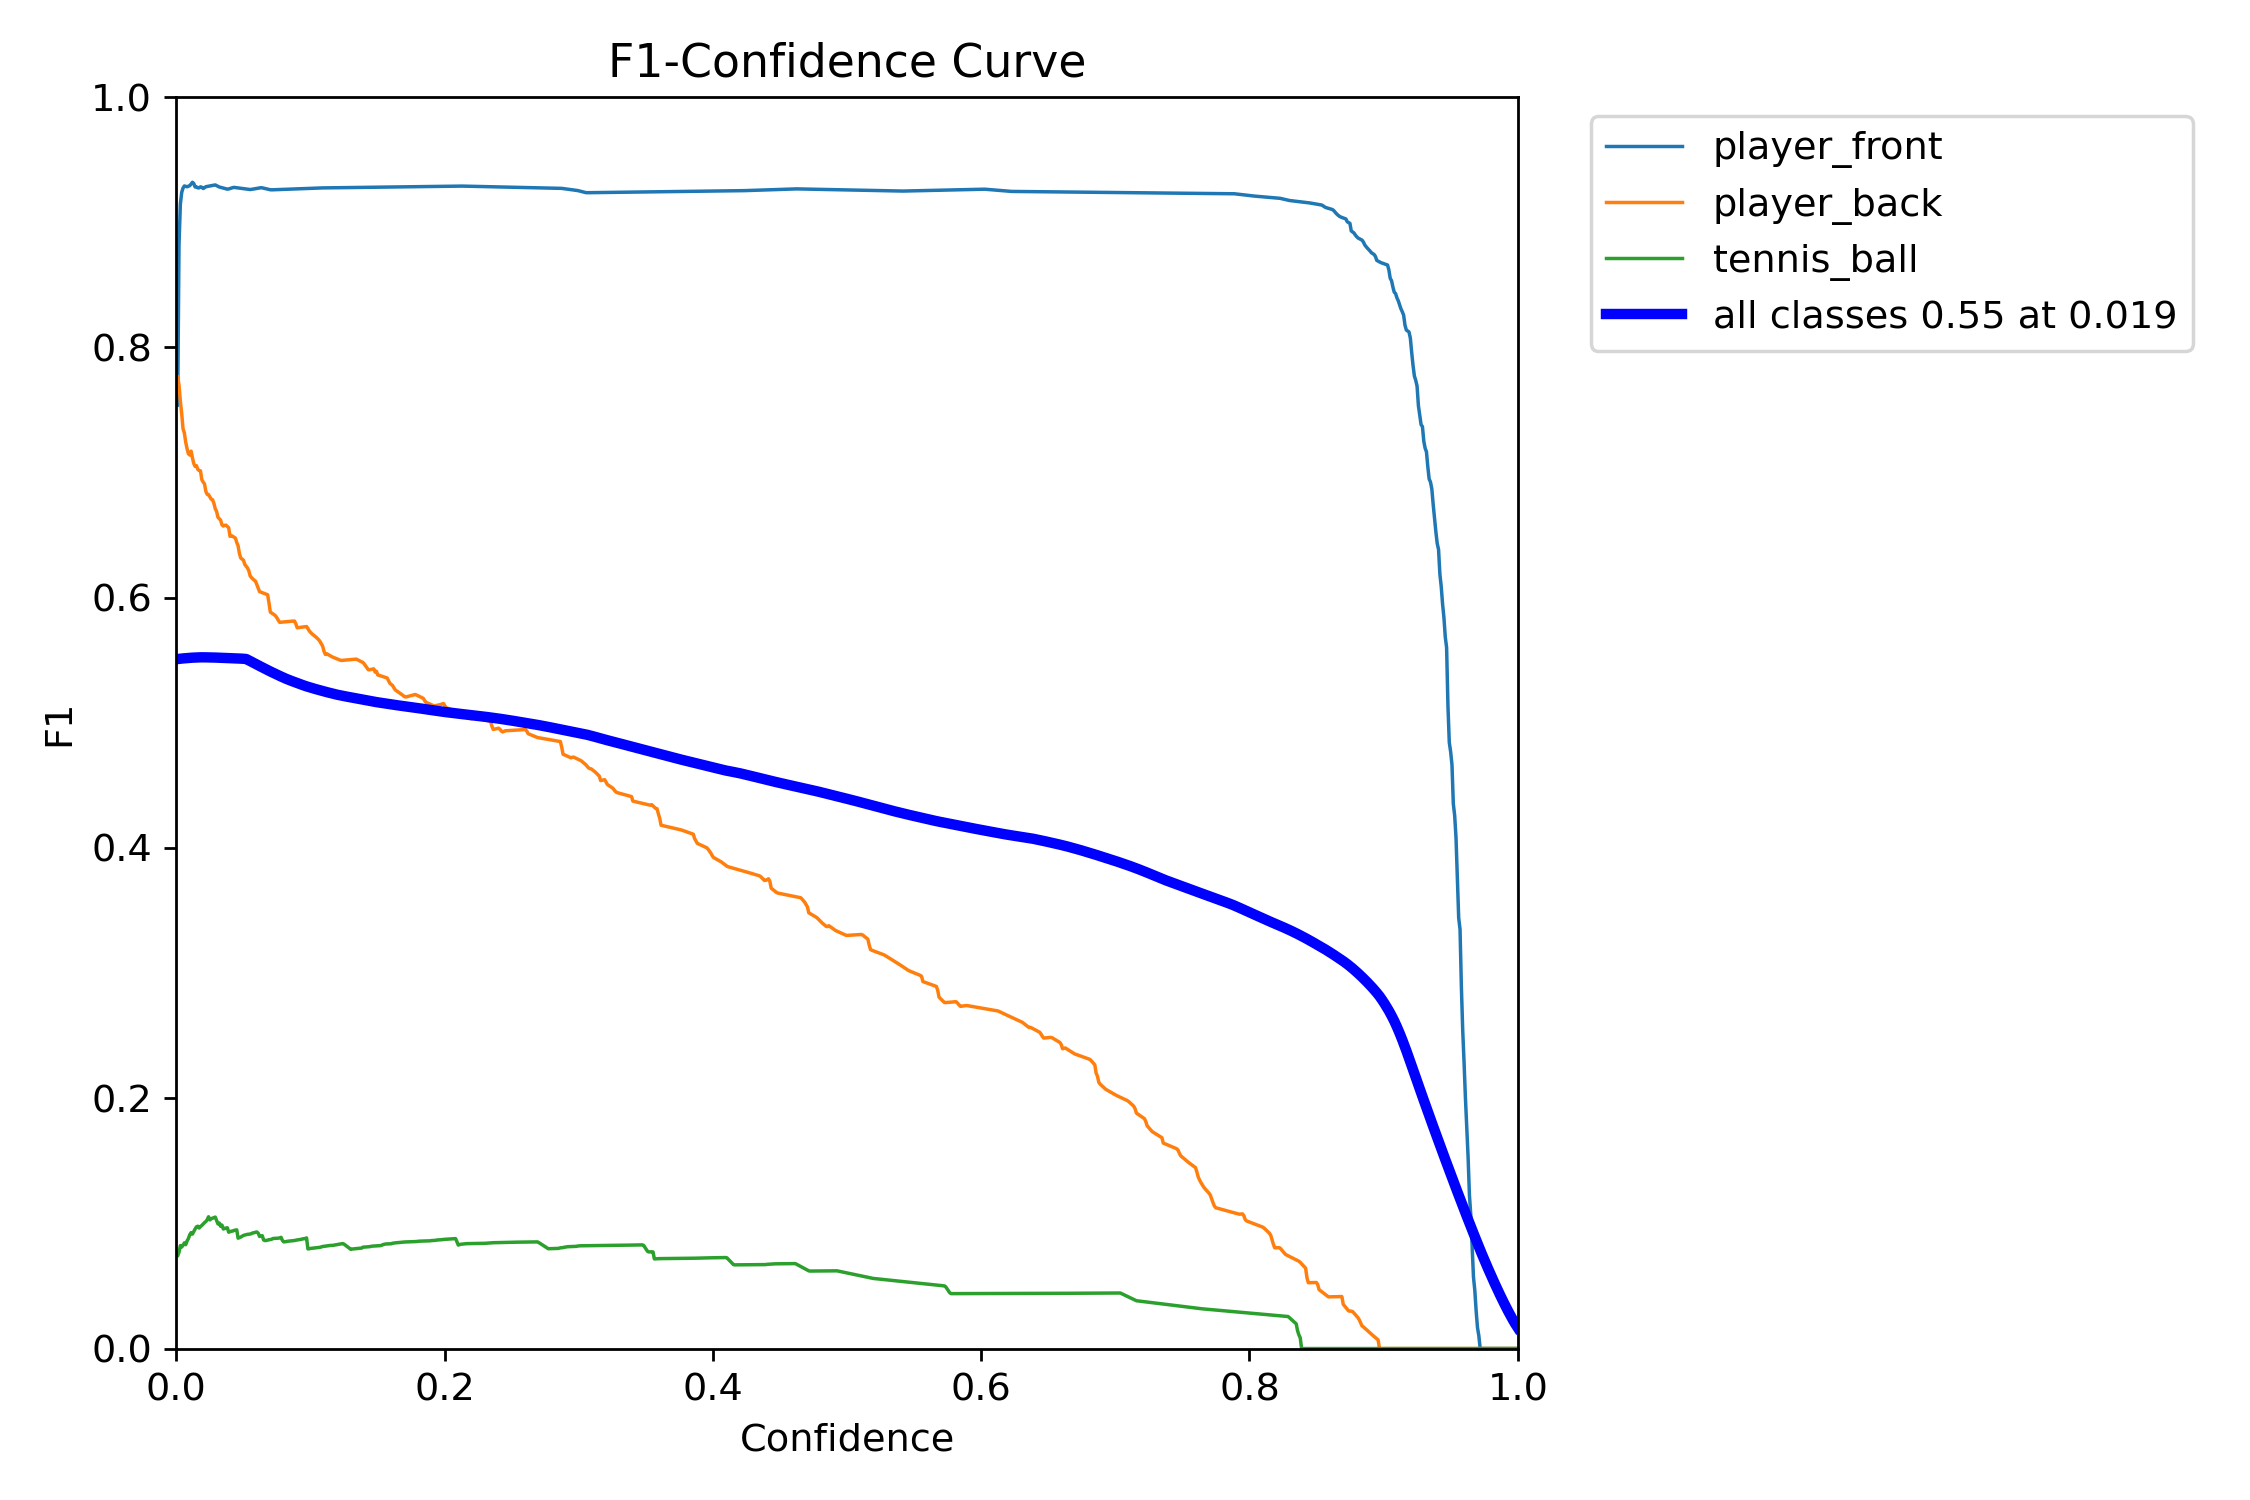 F1-Confidence Curve
1.0
0.8
0.6
0.4
0.2
0.0
F1
0.0 0.2 0.4 0.6 0.8 1.0
Confidence
player_front
player_back
tennis_ball
all classes 0.55 at 0.019